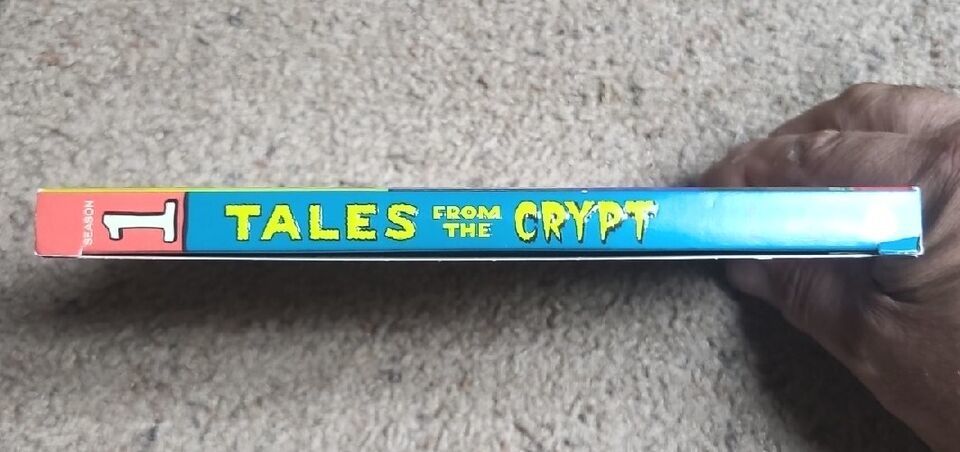 SEASON
1
TALES FROM THE CRYPT